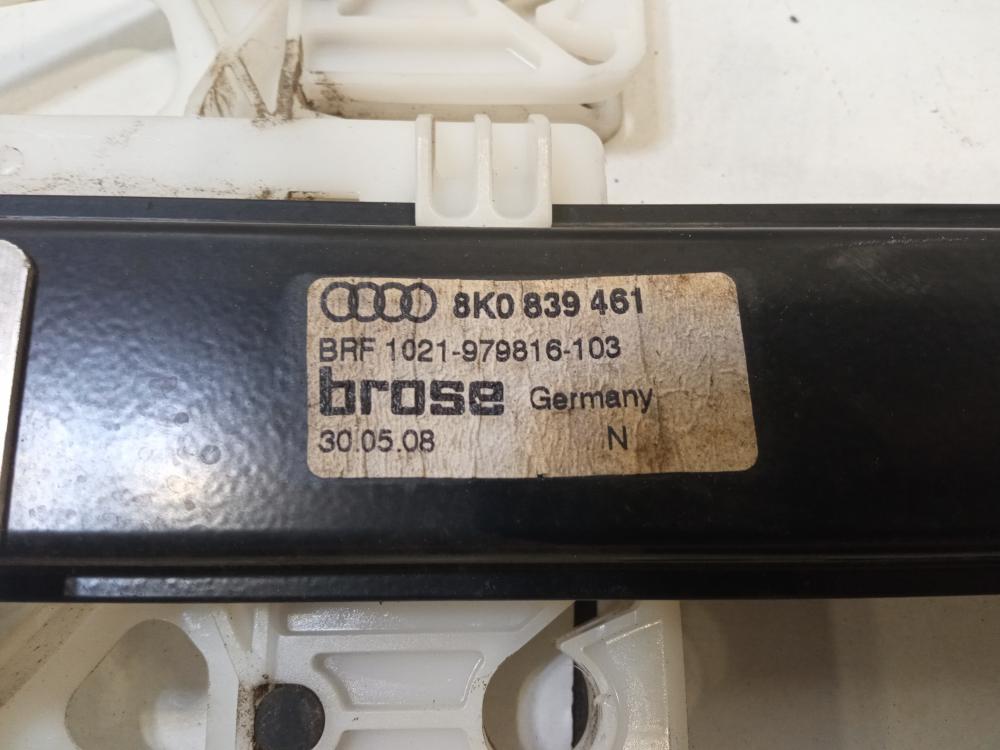 8K0 839 461
BRF 1021-979816-103
brose Germany
30.05.08 N